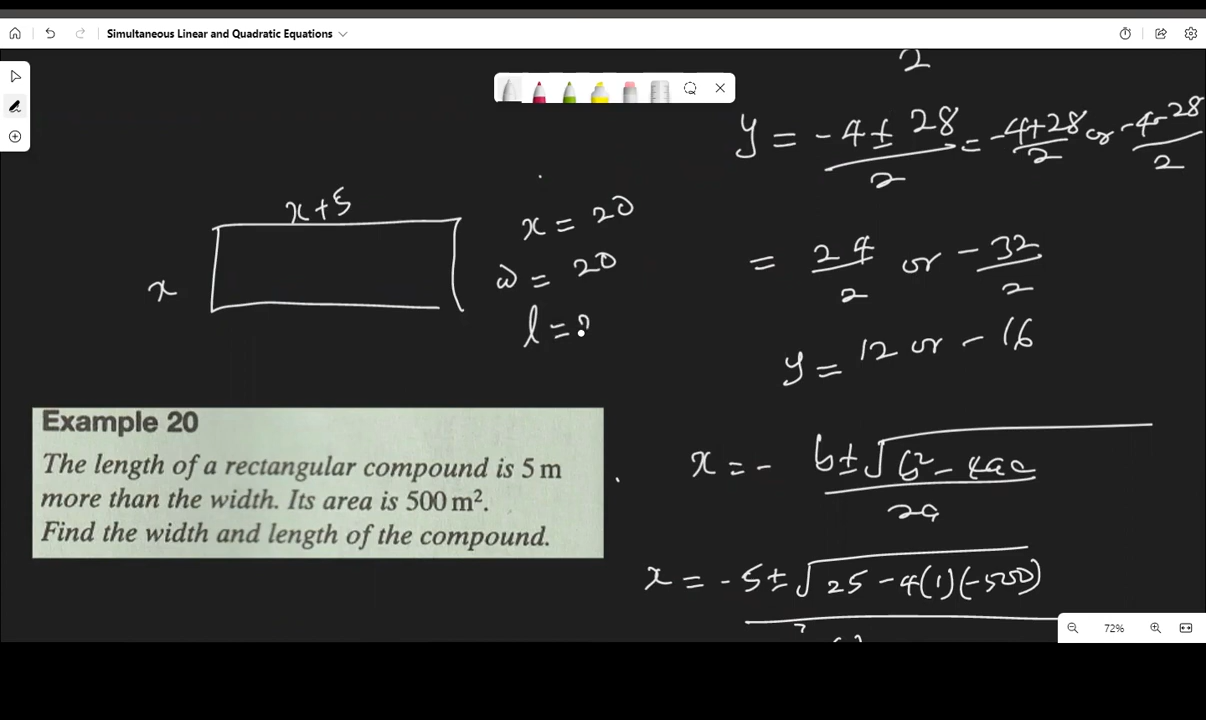 Simultaneous Linear and Quadratic Equations
2
y = -4 ± 28 / 2 = -4+28 / 2 or -4-28 / 2
x + 5
x = 20
x
w = 20
= 24 / 2 or -32 / 2
l = 2
y = 12 or -16
Example 20
The length of a rectangular compound is 5 m
more than the width. Its area is 500 m².
Find the width and length of the compound.
x = - b ± √b² - 4ac / 2a
x = -5 ± √25 - 4(1)(-500)
72%